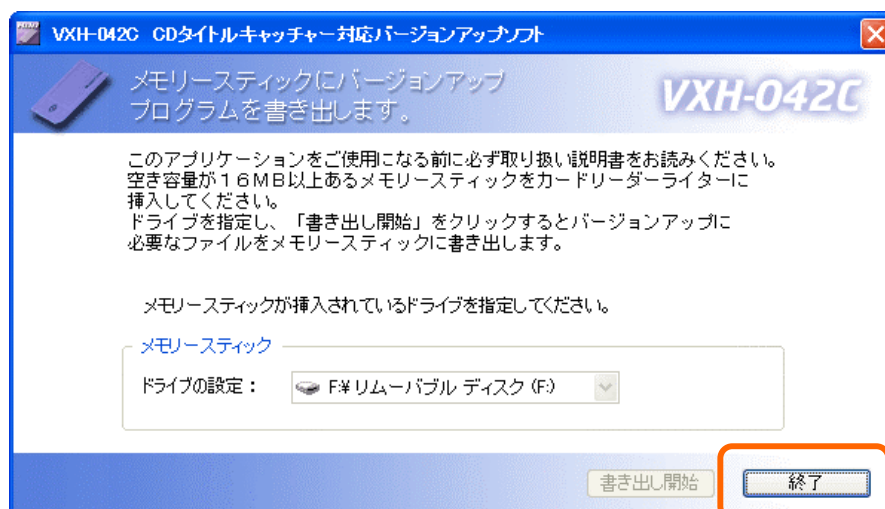 VXH-042C CDタイトルキャッチャー対応バージョンアップソフト
メモリースティックにバージョンアップ
プログラムを書き出します。
VXH-042C
このアプリケーションをご使用になる前に必ず取り扱い説明書をお読みください。
空き容量が１６ＭＢ以上あるメモリースティックをカードリーダーライターに
挿入してください。
ドライブを指定し、「書き出し開始」をクリックするとバージョンアップに
必要なファイルをメモリースティックに書き出します。
メモリースティックが挿入されているドライブを指定してください。
メモリースティック
ドライブの設定：
F:¥ リムーバブル ディスク (F:)
書き出し開始
終了